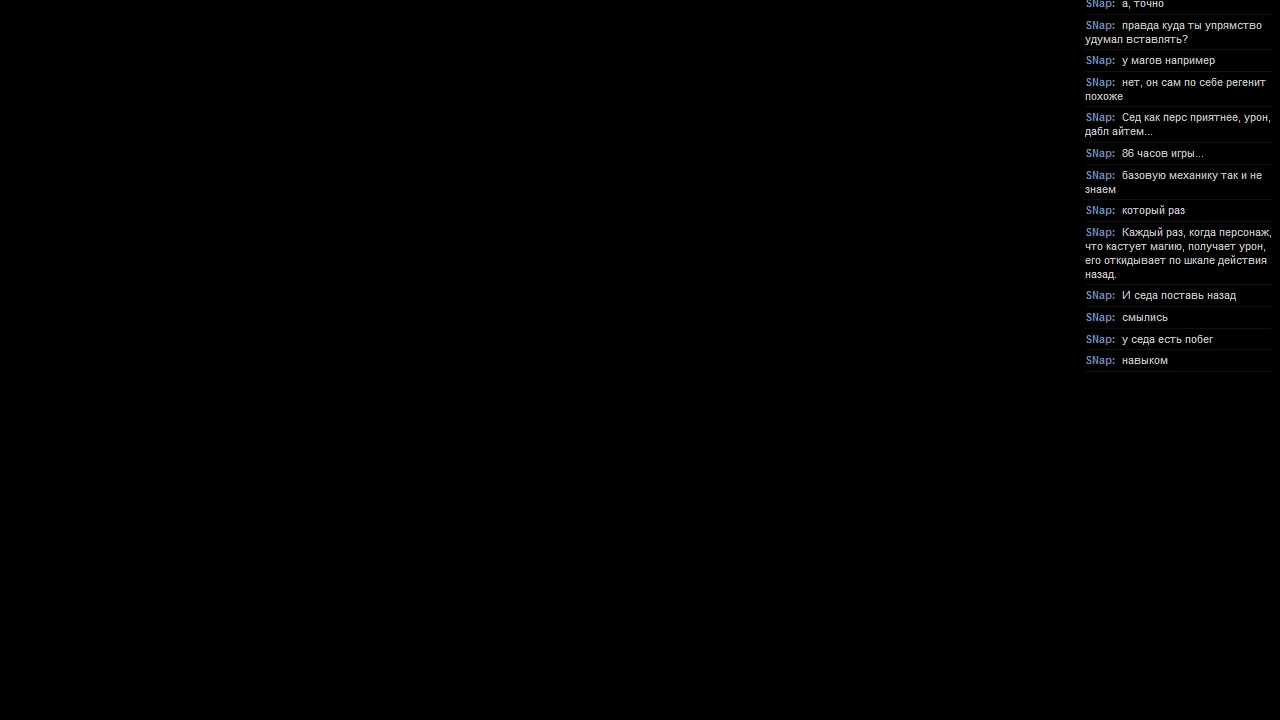 SNap: а, точно
SNap: правда куда ты упрямство
удумал вставлять?
SNap: у магов например
SNap: нет, он сам по себе регенит
похоже
SNap: Сед как перс приятнее, урон,
дабл айтем...
SNap: 86 часов игры...
SNap: базовую механику так и не
знаем
SNap: который раз
SNap: Каждый раз, когда персонаж,
что кастует магию, получает урон,
его откидывает по шкале действия
назад.
SNap: И седа поставь назад
SNap: смылись
SNap: у седа есть побег
SNap: навыком